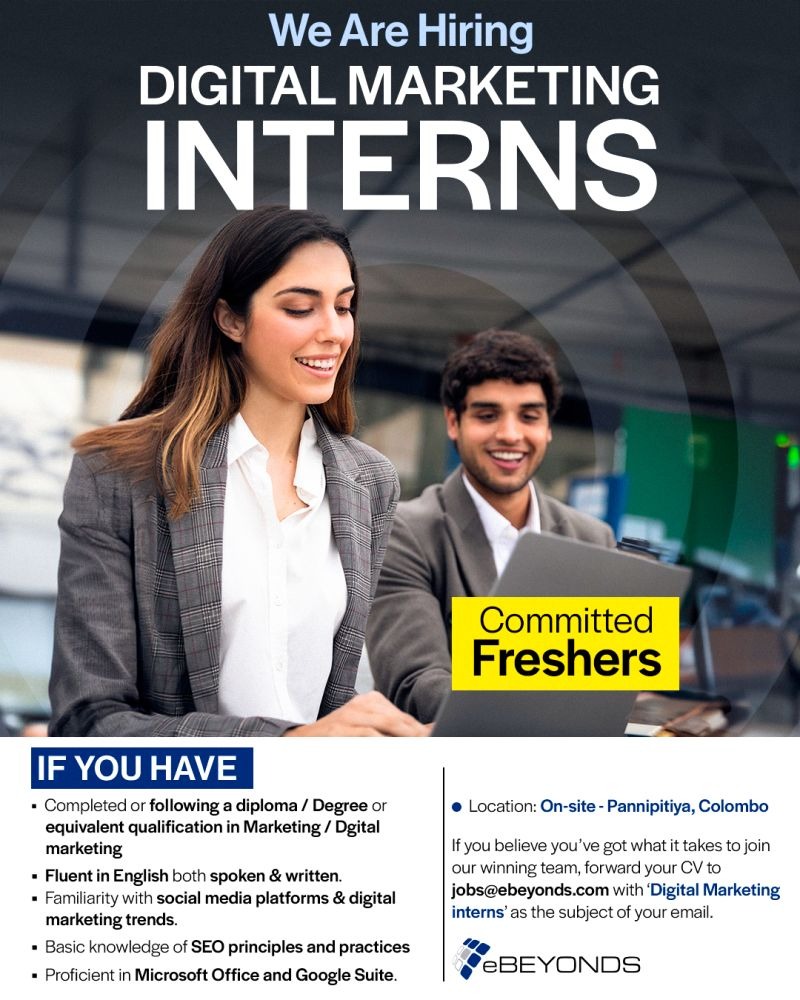 We Are Hiring
DIGITAL MARKETING
INTERNS
Committed
Freshers
IF YOU HAVE
▪ Completed or following a diploma / Degree or
equivalent qualification in Marketing / Dgital
marketing
▪ Fluent in English both spoken & written.
▪ Familiarity with social media platforms & digital
marketing trends.
▪ Basic knowledge of SEO principles and practices
▪ Proficient in Microsoft Office and Google Suite.
● Location: On-site - Pannipitiya, Colombo
If you believe you've got what it takes to join
our winning team, forward your CV to
jobs@ebeyonds.com with 'Digital Marketing
interns' as the subject of your email.
eBEYONDS